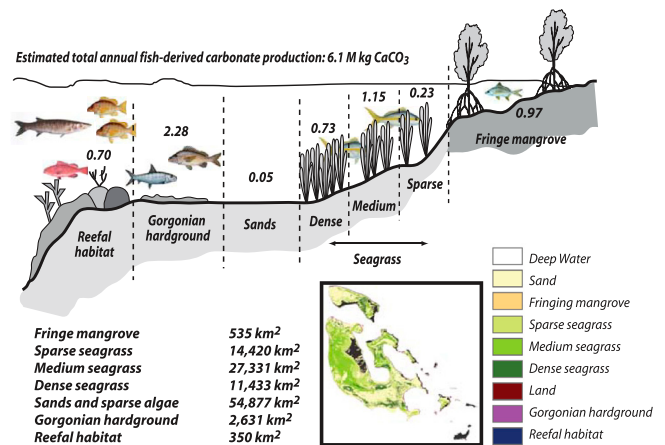 Estimated total annual fish-derived carbonate production: 6.1 M kg CaCO3
0.70
2.28
0.05
0.73
1.15
0.23
0.97
Fringe mangrove
Reefal
habitat
Gorgonian
hardground
Sands
Dense
Medium
Sparse
Seagrass
Fringe mangrove 535 km2
Sparse seagrass 14,420 km2
Medium seagrass 27,331 km2
Dense seagrass 11,433 km2
Sands and sparse algae 54,877 km2
Gorgonian hardground 2,631 km2
Reefal habitat 350 km2
Deep Water
Sand
Fringing mangrove
Sparse seagrass
Medium seagrass
Dense seagrass
Land
Gorgonian hardground
Reefal habitat